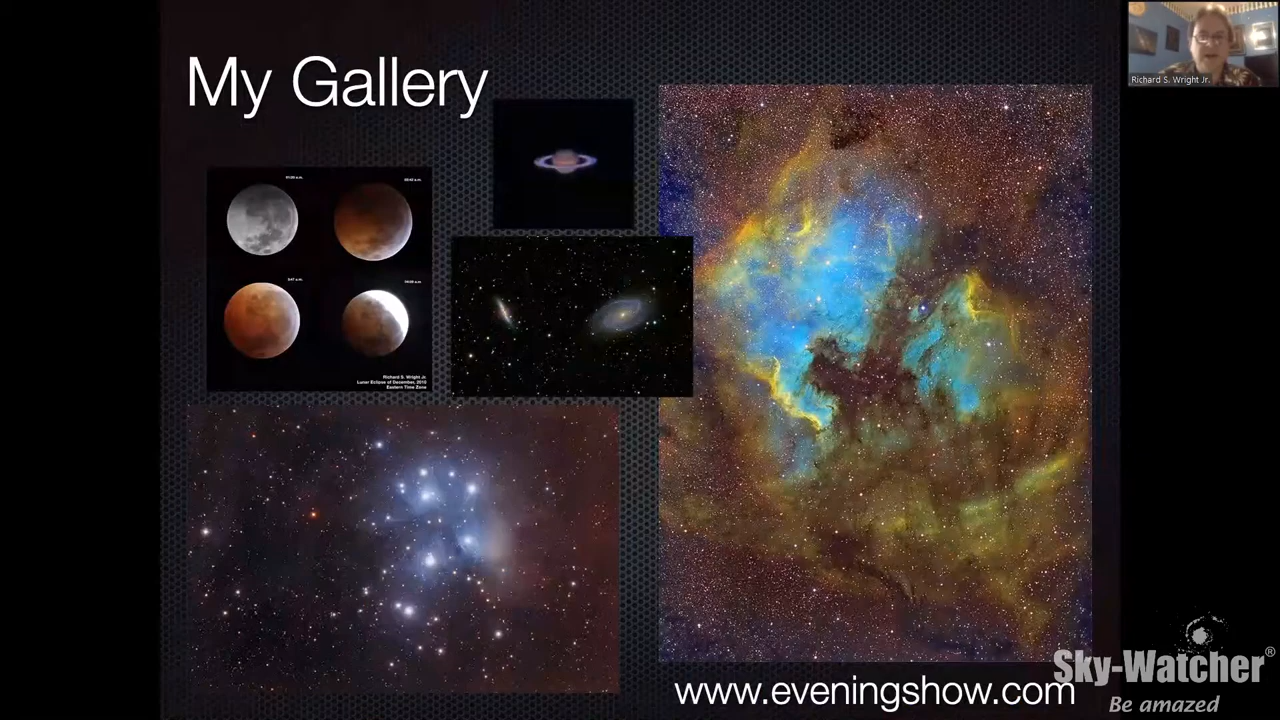 My Gallery
Richard S. Wright Jr.
Richard S. Wright Jr.
Lunar Eclipse of December, 2010
Eastern Time Zone
www.eveningshow.com
Sky-Watcher®
Be amazed